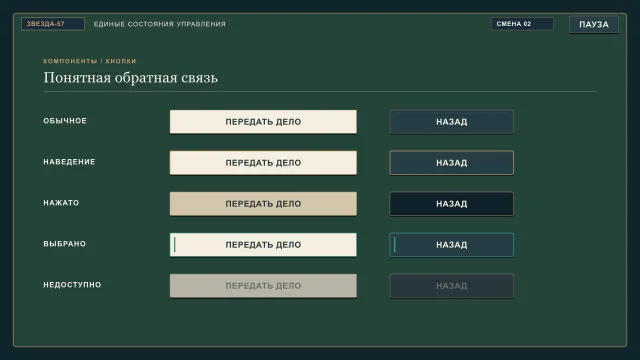 ЗВЕЗДА-57
ЕДИНЫЕ СОСТОЯНИЯ УПРАВЛЕНИЯ
СМЕНА 02
ПАУЗА
КОМПОНЕНТЫ / КНОПКИ
Понятная обратная связь
ОБЫЧНОЕ
ПЕРЕДАТЬ ДЕЛО
НАЗАД
НАВЕДЕНИЕ
ПЕРЕДАТЬ ДЕЛО
НАЗАД
НАЖАТО
ПЕРЕДАТЬ ДЕЛО
НАЗАД
ВЫБРАНО
ПЕРЕДАТЬ ДЕЛО
НАЗАД
НЕДОСТУПНО
ПЕРЕДАТЬ ДЕЛО
НАЗАД